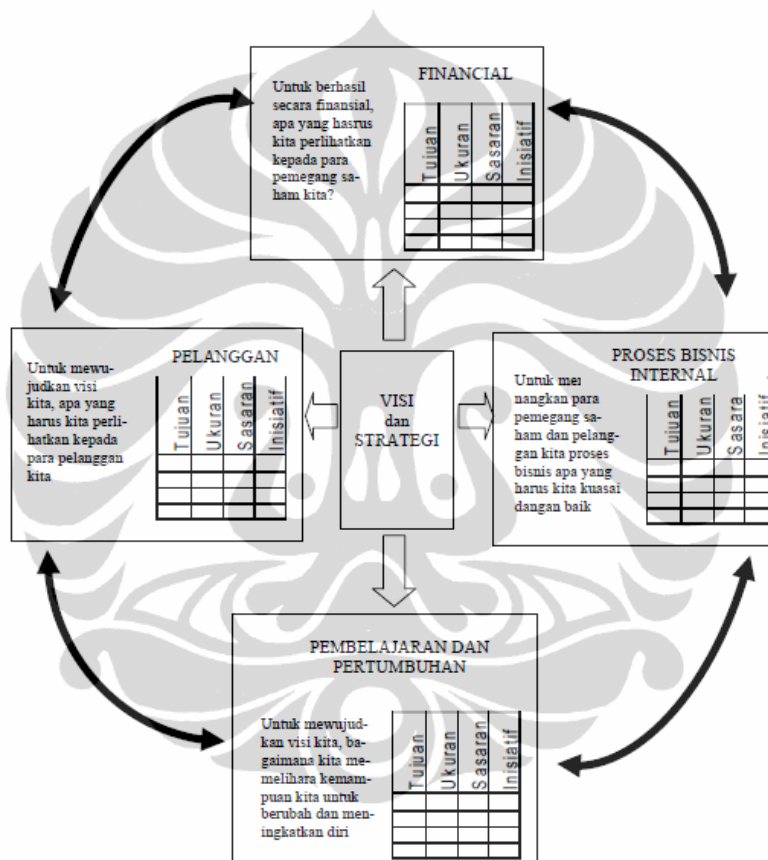 FINANCIAL
Untuk berhasil
secara finansial,
apa yang hasrus
kita perlihatkan
kepada para
pemegang sa-
ham kita?
Tujuan
Ukuran
Sasaran
Inisiatif
PELANGGAN
Untuk mewu-
judkan visi
kita, apa yang
harus kita perli-
hatkan kepada
para pelanggan
kita
Tujuan
Ukuran
Sasaran
Inisiatif
VISI
dan
STRATEGI
PROSES BISNIS
INTERNAL
Untuk mei
nangkan para
pemegang sa-
ham dan pelang-
gan kita proses
bisnis apa yang
harus kita kuasai
dangan baik
Tujuan
Ukuran
Sasara
Inisiatif
PEMBELAJARAN DAN
PERTUMBUHAN
Untuk mewujud-
kan visi kita, ba-
gaimana kita me-
melihara kemam-
puan kita untuk
berubah dan men-
ingkatkan diri
Tujuan
Ukuran
Sasaran
Inisiatif